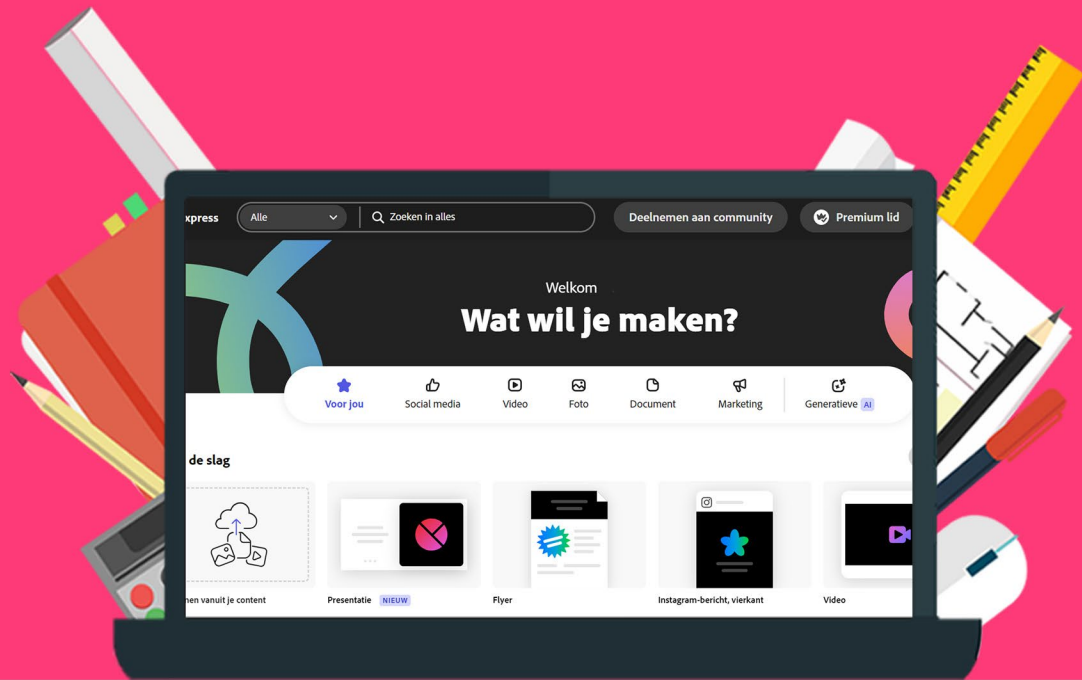 xpress
Alle
Zoeken in alles
Deelnemen aan community
Premium lid
Welkom
Wat wil je maken?
Voor jou
Social media
Video
Foto
Document
Marketing
Generatieve AI
de slag
nen vanuit je content
Presentatie NIEUW
Flyer
Instagram-bericht, vierkant
Video